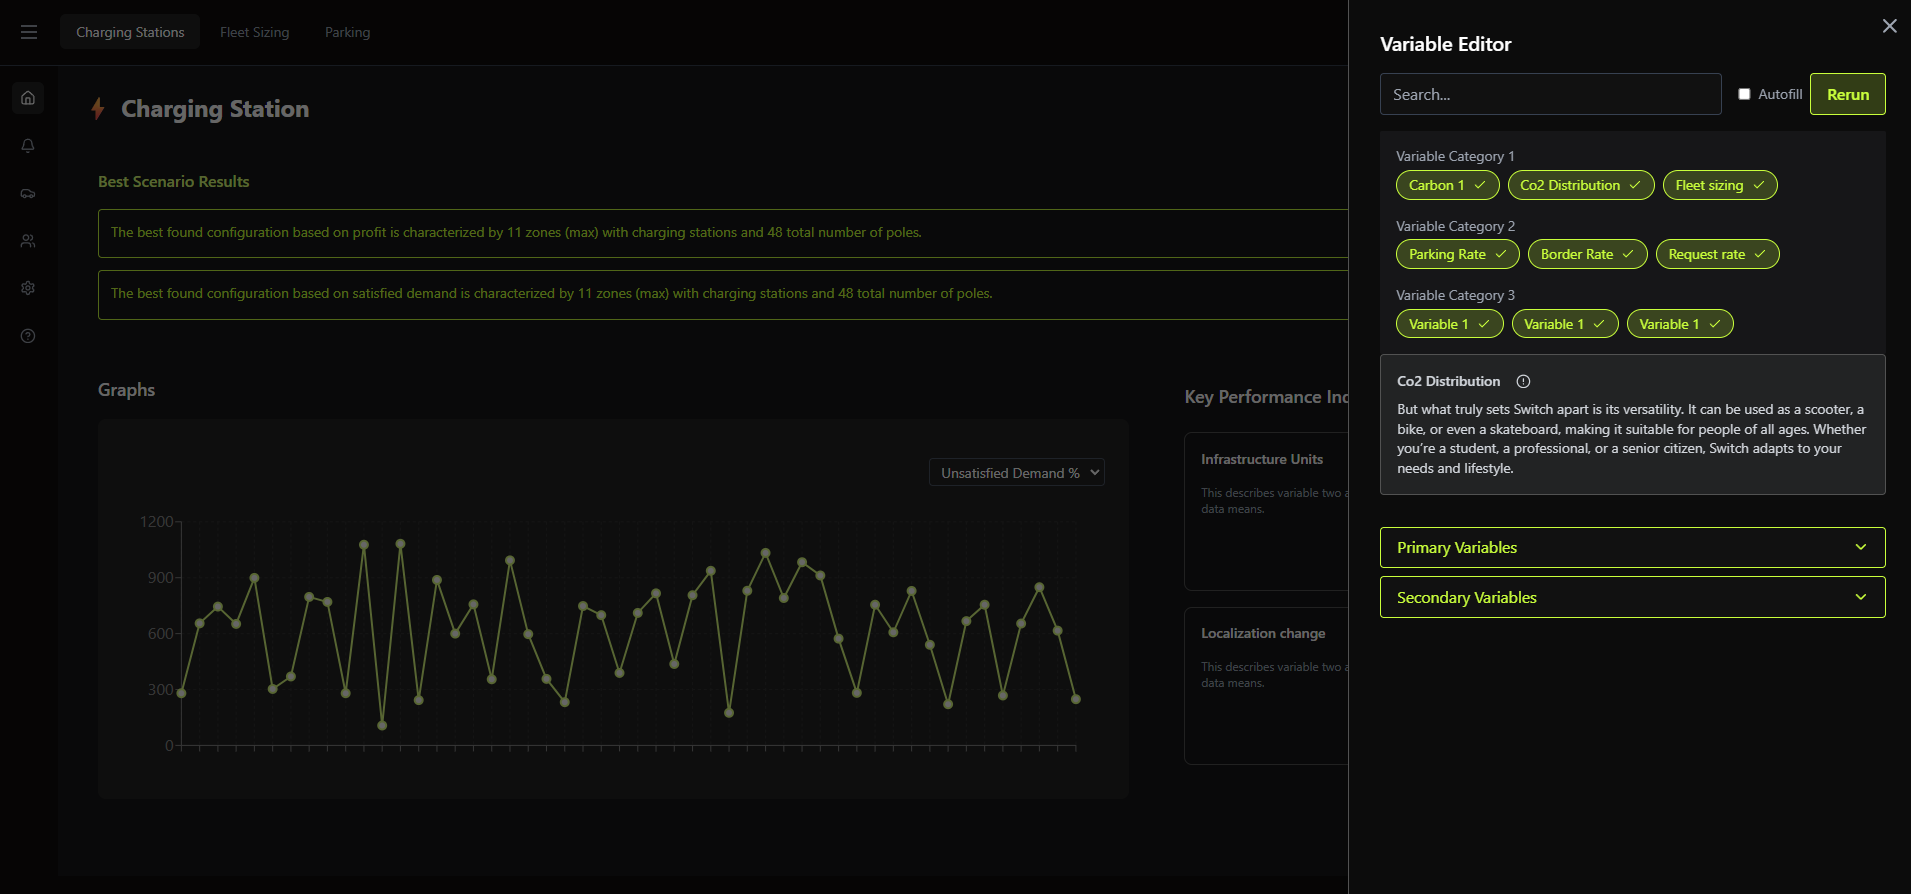 Charging Stations
Fleet Sizing
Parking
Charging Station
Best Scenario Results
The best found configuration based on profit is characterized by 11 zones (max) with charging stations and 48 total number of poles.
The best found configuration based on satisfied demand is characterized by 11 zones (max) with charging stations and 48 total number of poles.
Graphs
Unsatisfied Demand %
1200
900
600
300
0
Key Performance Inc
Infrastructure Units
This describes variable two a
data means.
Localization change
This describes variable two a
data means.
Variable Editor
Search...
Autofill
Rerun
Variable Category 1
Carbon 1
Co2 Distribution
Fleet sizing
Variable Category 2
Parking Rate
Border Rate
Request rate
Variable Category 3
Variable 1
Variable 1
Variable 1
Co2 Distribution
But what truly sets Switch apart is its versatility. It can be used as a scooter, a
bike, or even a skateboard, making it suitable for people of all ages. Whether
you’re a student, a professional, or a senior citizen, Switch adapts to your
needs and lifestyle.
Primary Variables
Secondary Variables